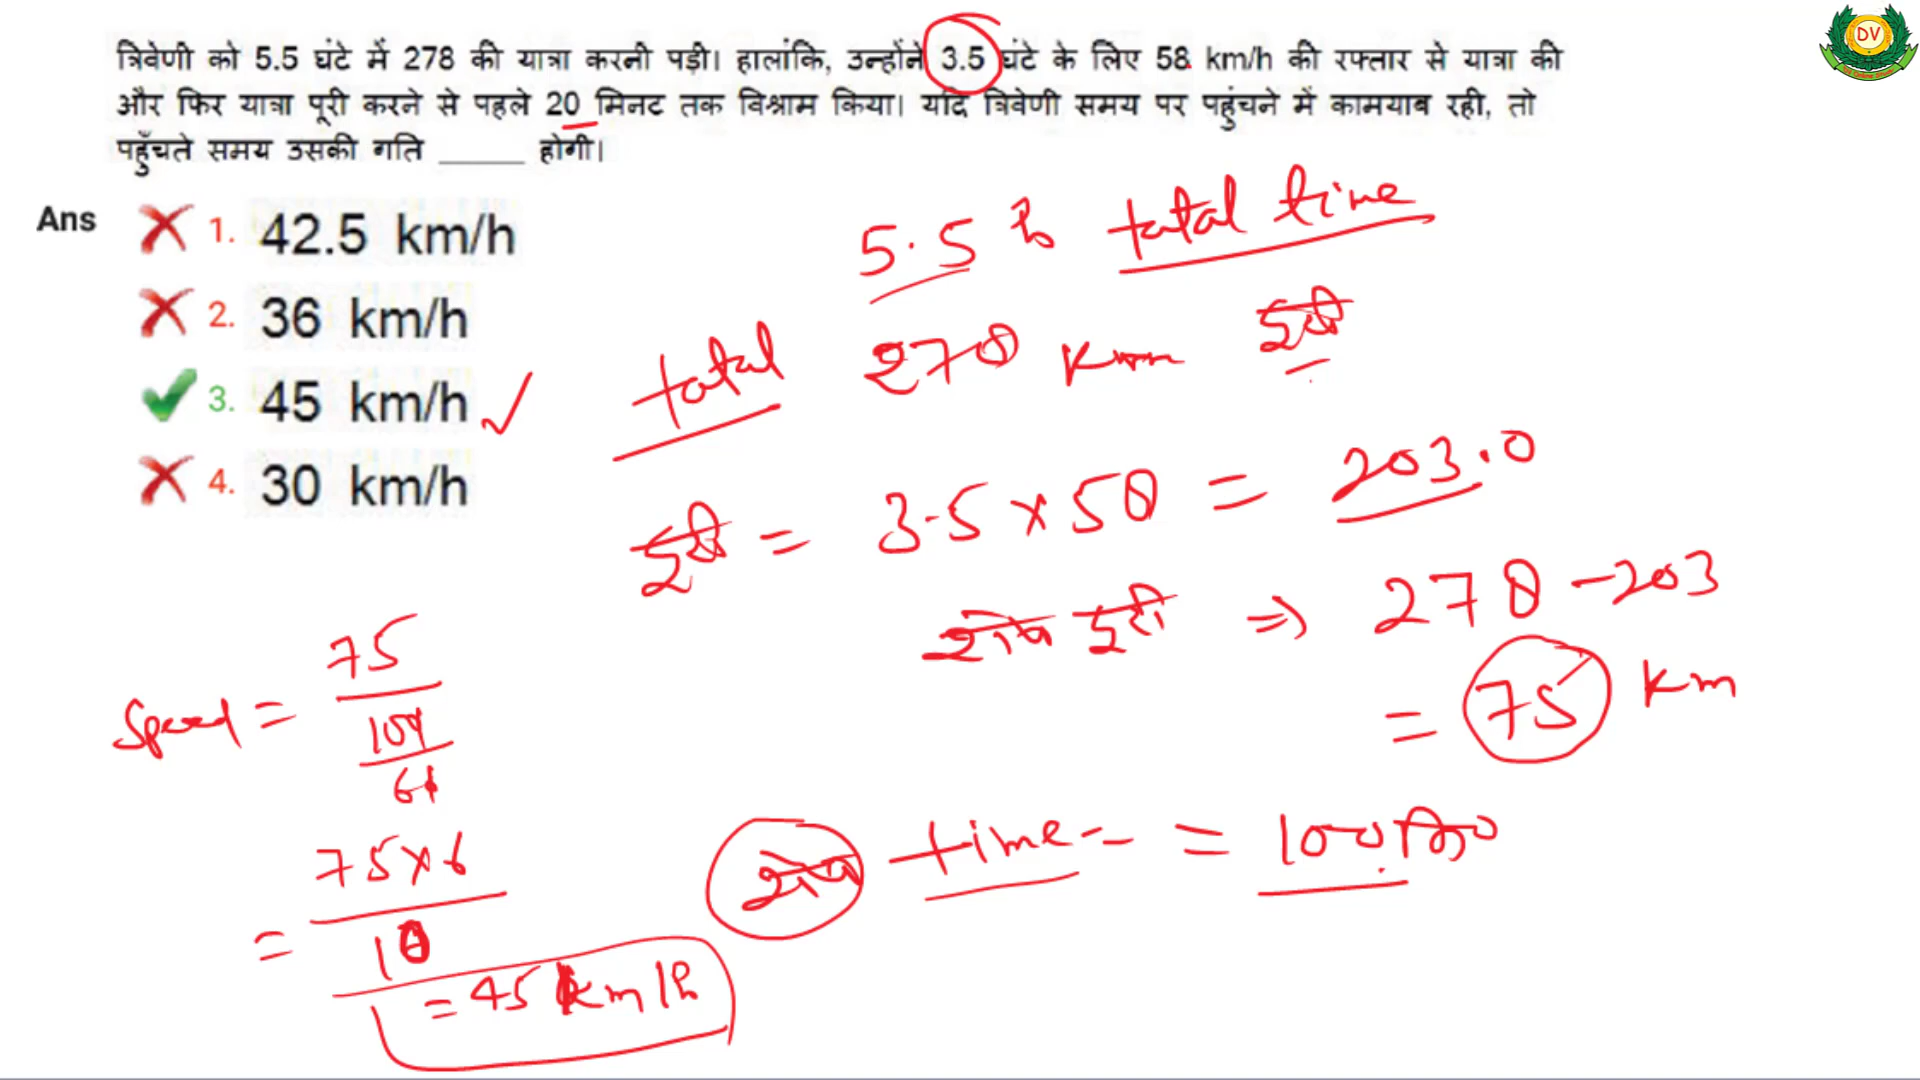 त्रिवेणी को 5.5 घंटे में 278 की यात्रा करनी पड़ी। हालांकि, उन्होंने 3.5 घंटे के लिए 58 km/h की रफ्तार से यात्रा की
और फिर यात्रा पूरी करने से पहले 20 मिनट तक विश्राम किया। यदि त्रिवेणी समय पर पहुंचने में कामयाब रही, तो
पहुँचते समय उसकी गति _____ होगी।
Ans
1. 42.5 km/h
2. 36 km/h
3. 45 km/h
4. 30 km/h
5.5 h total time
total 278 km दूरी
दूरी = 3.5 × 58 = 203.0
शेष दूरी ⇒ 278 - 203
= 75 km
शेष time = 100 मि०
Speed = 75
100
60
= 75×6
10
= 45 km/h
DV